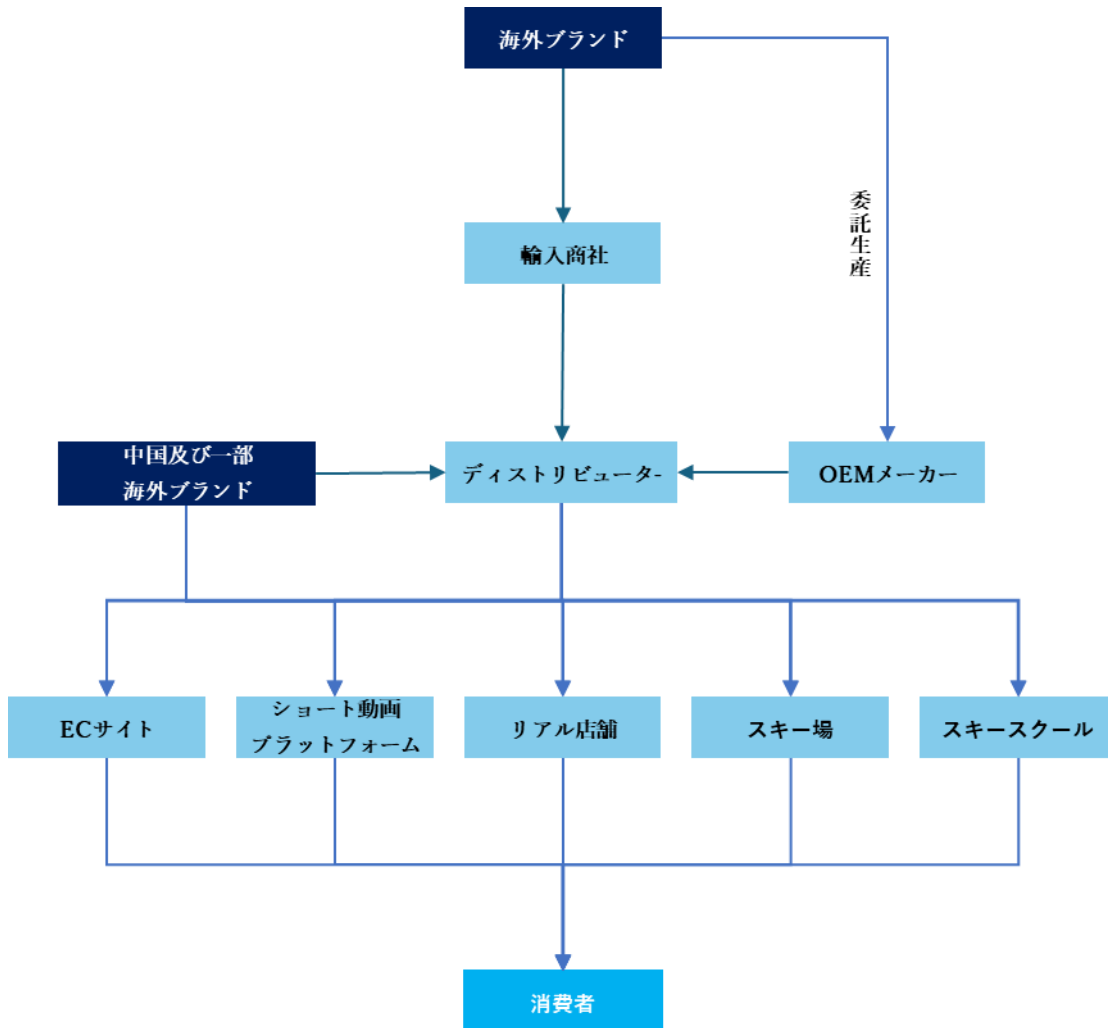 海外ブランド
委託生産
輸入商社
中国及び一部
海外ブランド
ディストリビュータ-
OEMメーカー
ECサイト
ショート動画
プラットフォーム
リアル店舗
スキー場
スキースクール
消費者